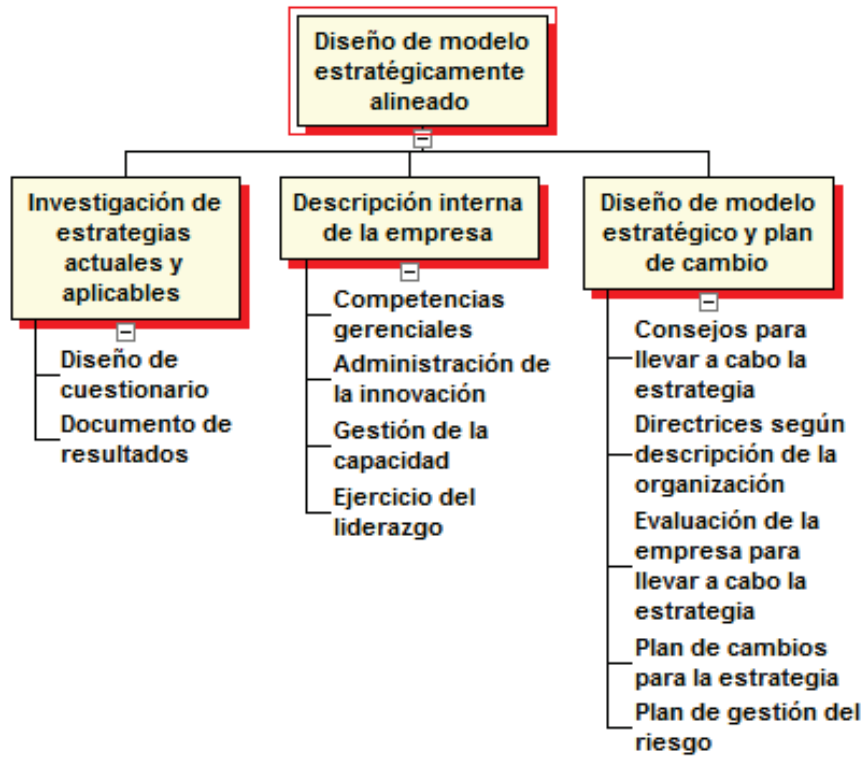 Diseño de modelo
estratégicamente
alineado
Investigación de
estrategias
actuales y
aplicables
Diseño de
cuestionario
Documento de
resultados
Descripción interna
de la empresa
Competencias
gerenciales
Administración de
la innovación
Gestión de la
capacidad
Ejercicio del
liderazgo
Diseño de modelo
estratégico y plan
de cambio
Consejos para
llevar a cabo la
estrategia
Directrices según
descripción de la
organización
Evaluación de la
empresa para
llevar a cabo la
estrategia
Plan de cambios
para la estrategia
Plan de gestión del
riesgo